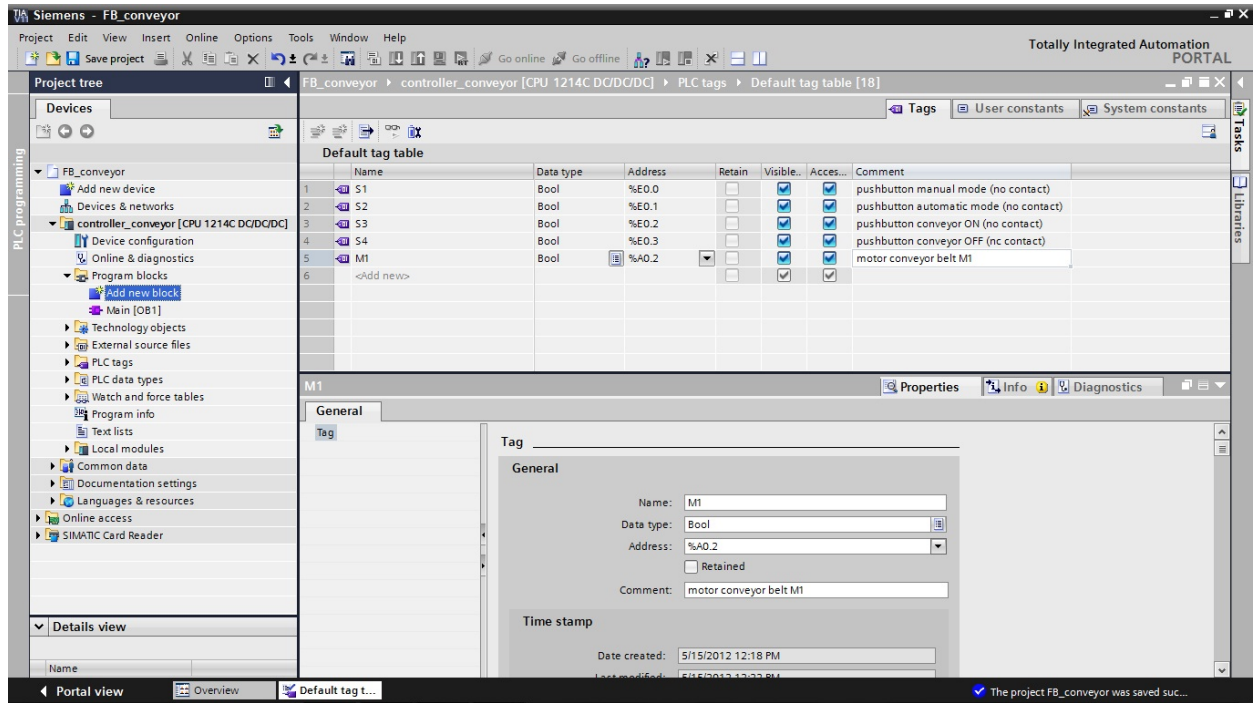 Siemens - FB_conveyor
Project Edit View Insert Online Options Tools Window Help
Save project Go online Go offline
Totally Integrated Automation
PORTAL
Project tree
FB_conveyor controller_conveyor [CPU 1214C DC/DC/DC] PLC tags Default tag table [18]
Devices
Tags User constants System constants
Default tag table
Name Data type Address Retain Visible.. Acces... Comment
1 S1 Bool %E0.0 pushbutton manual mode (no contact)
2 S2 Bool %E0.1 pushbutton automatic mode (no contact)
3 S3 Bool %E0.2 pushbutton conveyor ON (no contact)
4 S4 Bool %E0.3 pushbutton conveyor OFF (nc contact)
5 M1 Bool %A0.2 motor conveyor belt M1
6 <Add new>
PLC programming
FB_conveyor
Add new device
Devices & networks
controller_conveyor [CPU 1214C DC/DC/DC]
Device configuration
Online & diagnostics
Program blocks
Add new block
Main [OB1]
Technology objects
External source files
PLC tags
PLC data types
Watch and force tables
Program info
Text lists
Local modules
Common data
Documentation settings
Languages & resources
Online access
SIMATIC Card Reader
Details view
Name
M1
Properties Info Diagnostics
General
Tag
Tag
General
Name: M1
Data type: Bool
Address: %A0.2
Retained
Comment: motor conveyor belt M1
Time stamp
Date created: 5/15/2012 12:18 PM
Last modified: 5/15/2012 12:22 PM
Tasks
Libraries
Portal view Overview Default tag t... The project FB_conveyor was saved suc...